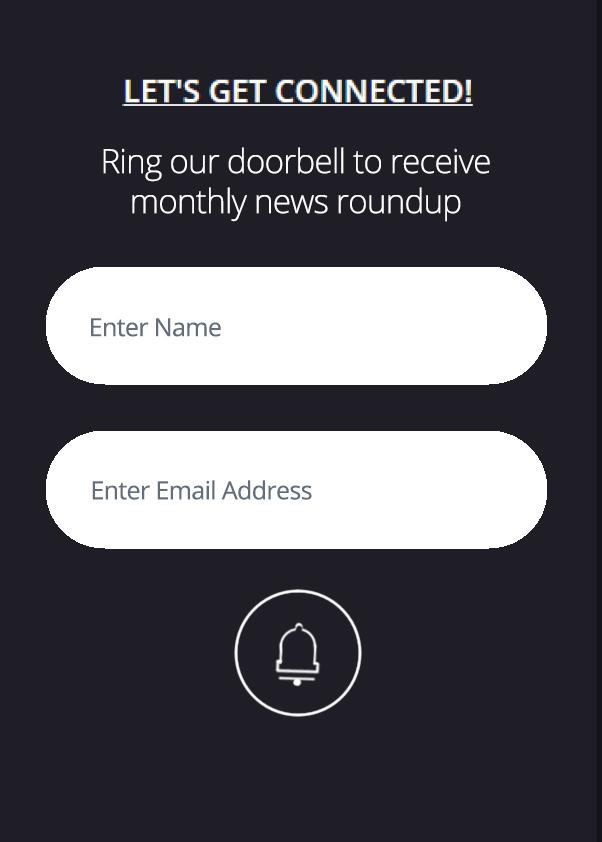 LET'S GET CONNECTED!
Ring our doorbell to receive
monthly news roundup
Enter Name
Enter Email Address